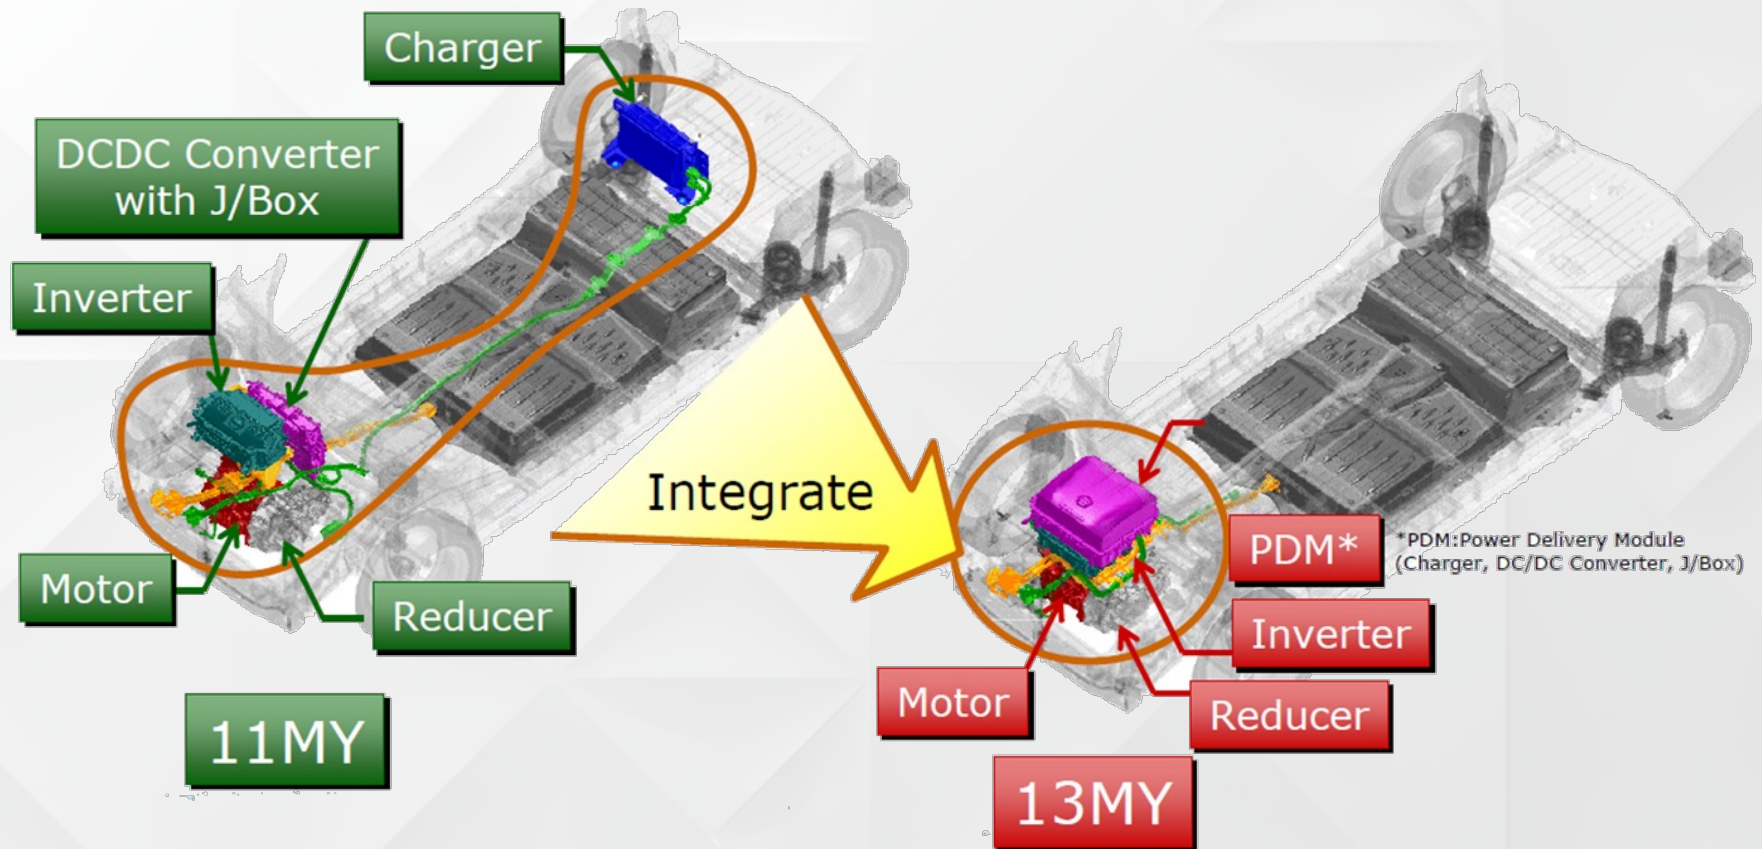 Charger
DCDC Converter
with J/Box
Inverter
Motor
Reducer
11MY
Integrate
PDM*
*PDM:Power Delivery Module
(Charger, DC/DC Converter, J/Box)
Inverter
Motor
Reducer
13MY